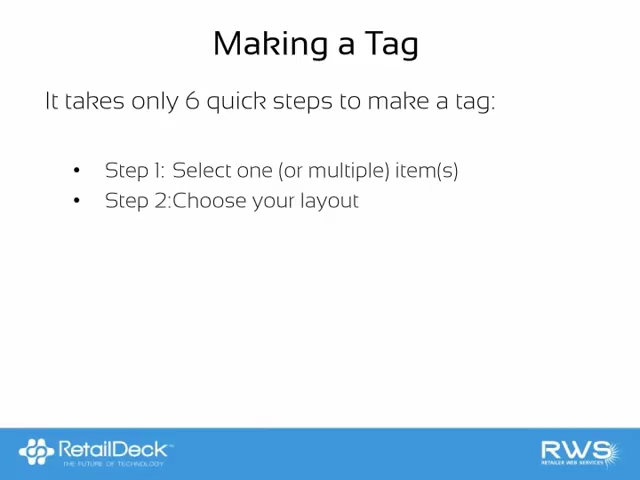 Making a Tag
It takes only 6 quick steps to make a tag:
• Step 1: Select one (or multiple) item(s)
• Step 2:Choose your layout
RetailDeck™
THE FUTURE OF TECHNOLOGY
RWS
RETAILER WEB SERVICES